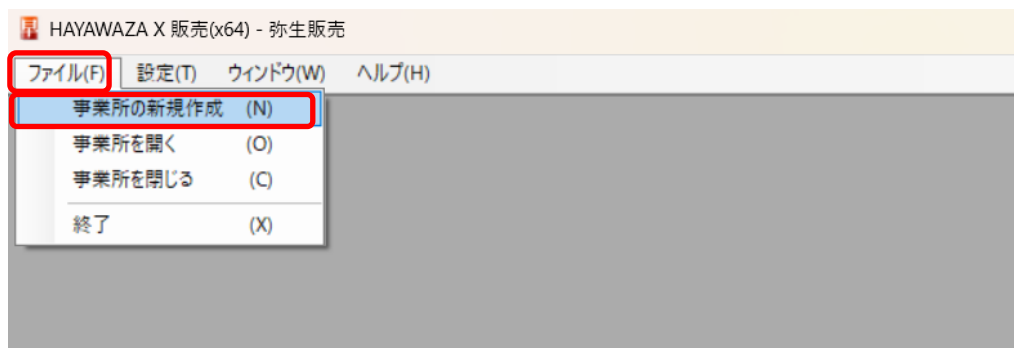 HAYAWAZA X 販売(x64) - 弥生販売
ファイル(F) 設定(T) ウィンドウ(W) ヘルプ(H)
事業所の新規作成 (N)
事業所を開く (O)
事業所を閉じる (C)
終了 (X)